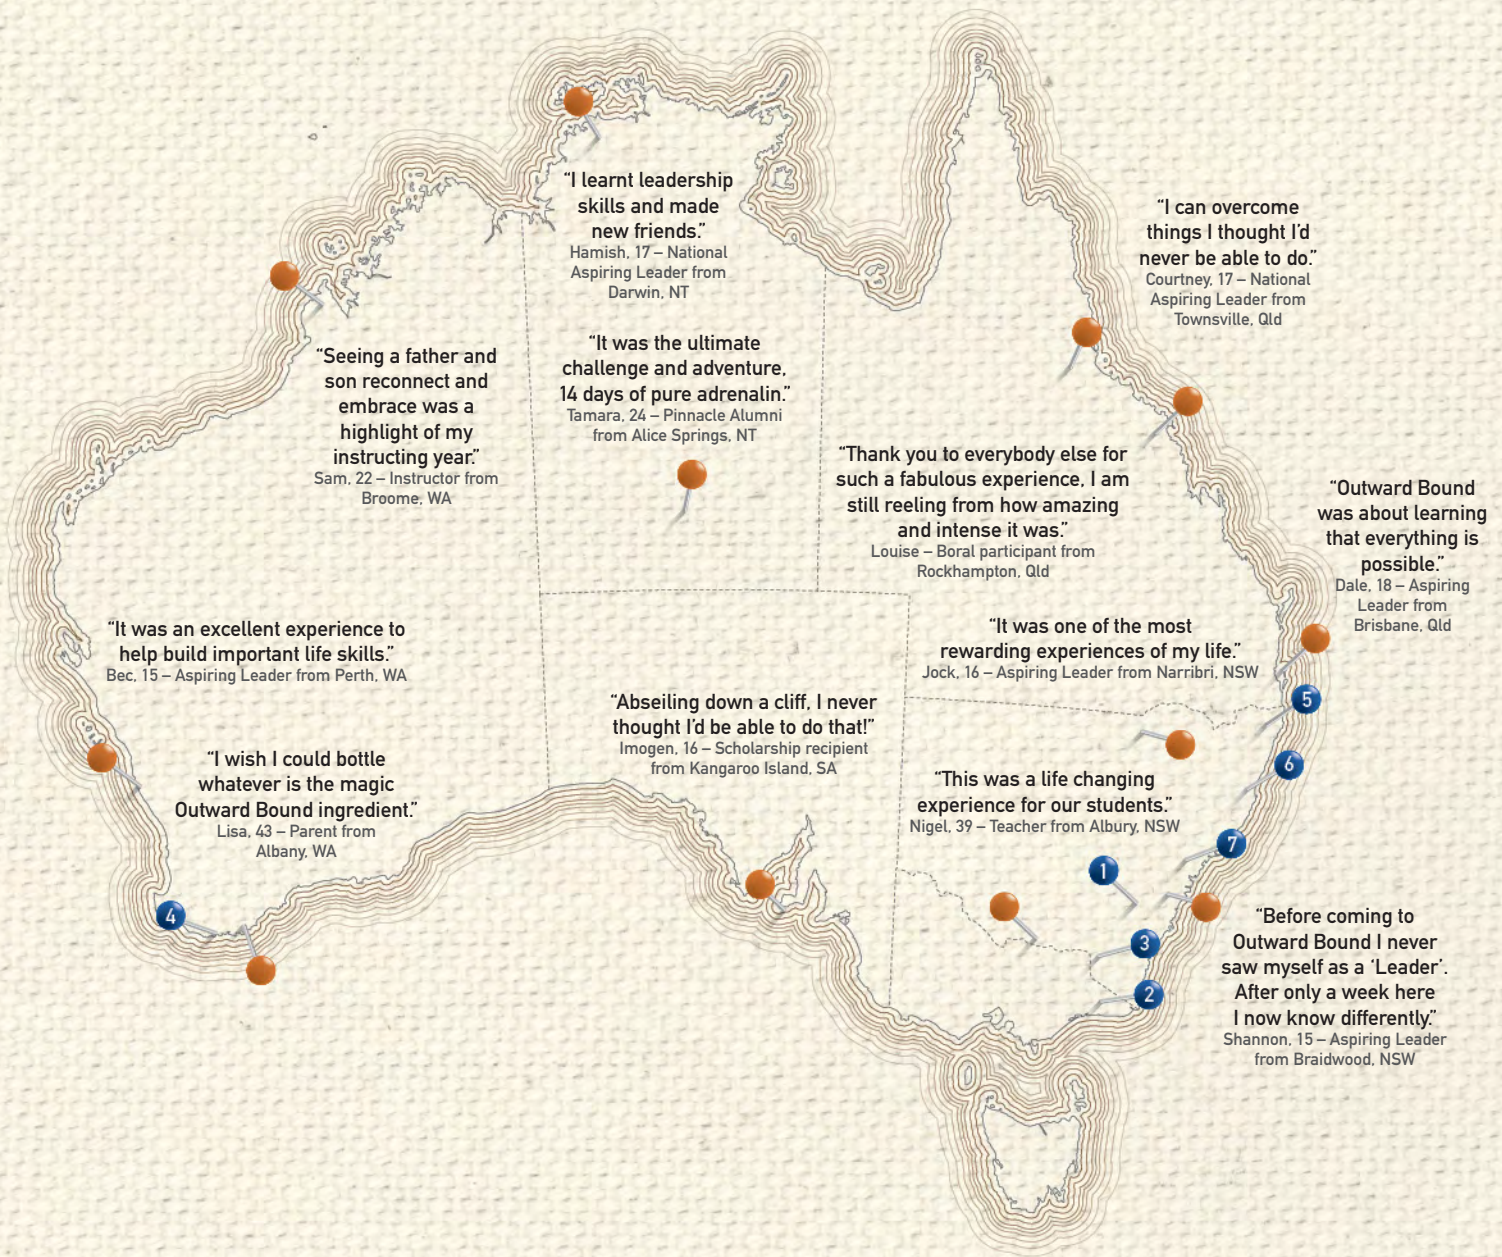 “I learnt leadership
skills and made
new friends.”
Hamish, 17 – National
Aspiring Leader from
Darwin, NT
“I can overcome
things I thought I’d
never be able to do.”
Courtney, 17 – National
Aspiring Leader from
Townsville, Qld
“Seeing a father and
son reconnect and
embrace was a
highlight of my
instructing year.”
Sam, 22 – Instructor from
Broome, WA
“It was the ultimate
challenge and adventure,
14 days of pure adrenalin.”
Tamara, 24 – Pinnacle Alumni
from Alice Springs, NT
“Thank you to everybody else for
such a fabulous experience, I am
still reeling from how amazing
and intense it was.”
Louise – Boral participant from
Rockhampton, Qld
“Outward Bound
was about learning
that everything is
possible.”
Dale, 18 – Aspiring
Leader from
Brisbane, Qld
“It was an excellent experience to
help build important life skills.”
Bec, 15 – Aspiring Leader from Perth, WA
“It was one of the most
rewarding experiences of my life.”
Jock, 16 – Aspiring Leader from Narribri, NSW
“Abseiling down a cliff, I never
thought I’d be able to do that!”
Imogen, 16 – Scholarship recipient
from Kangaroo Island, SA
5
6
“I wish I could bottle
whatever is the magic
Outward Bound ingredient.”
Lisa, 43 – Parent from
Albany, WA
“This was a life changing
experience for our students.”
Nigel, 39 – Teacher from Albury, NSW
7
1
4
3
2
“Before coming to
Outward Bound I never
saw myself as a ‘Leader’.
After only a week here
I now know differently.”
Shannon, 15 – Aspiring Leader
from Braidwood, NSW